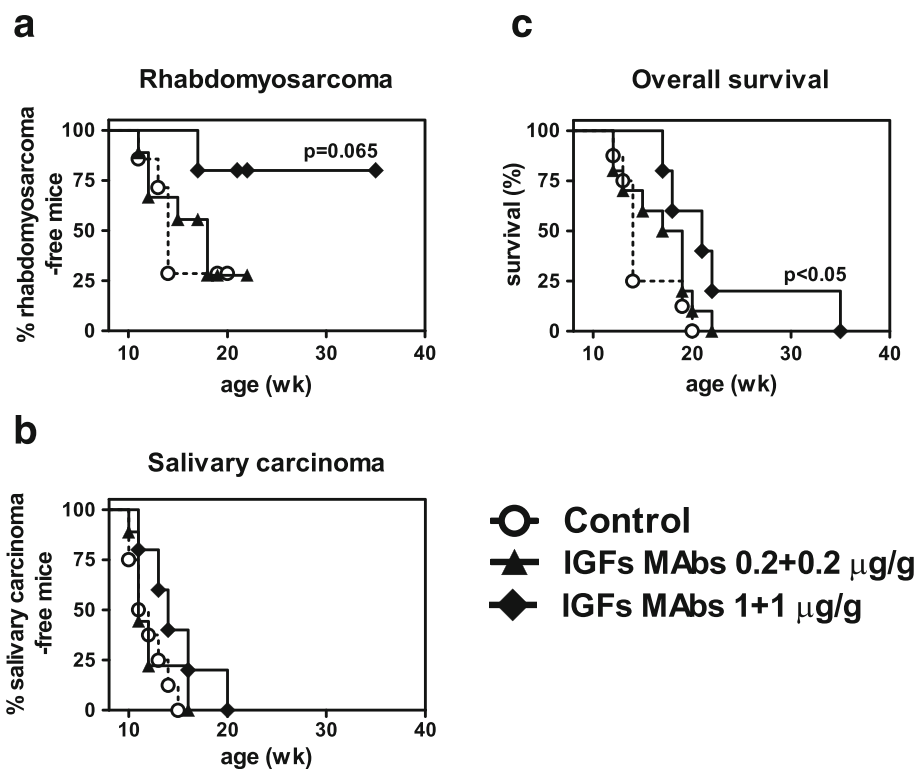 a
Rhabdomyosarcoma
% rhabdomyosarcoma
-free mice
100
75
50
25
0
p=0.065
10
20
30
40
age (wk)
c
Overall survival
survival (%)
100
75
50
25
0
p<0.05
10
20
30
40
age (wk)
b
Salivary carcinoma
% salivary carcinoma
-free mice
100
75
50
25
0
10
20
30
40
age (wk)
Control
IGFs MAbs 0.2+0.2 μg/g
IGFs MAbs 1+1 μg/g